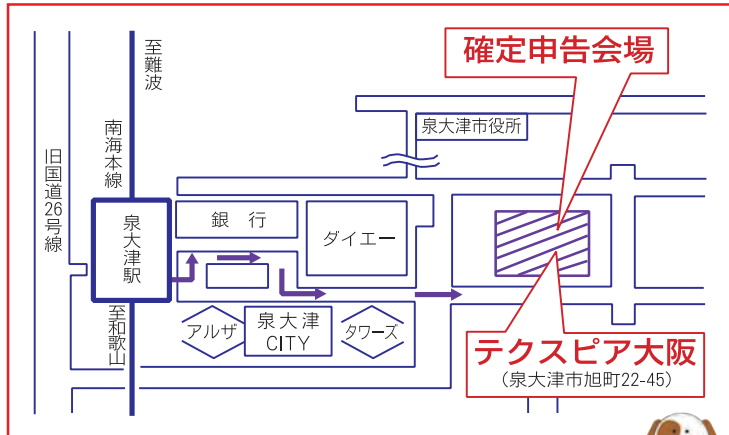 確定申告会場
至難波
南海本線
旧国道26号線
泉大津市役所
銀行
ダイエー
泉大津駅
アルザ
泉大津
CITY
タワーズ
至和歌山
テクスピア大阪
(泉大津市旭町22-45)